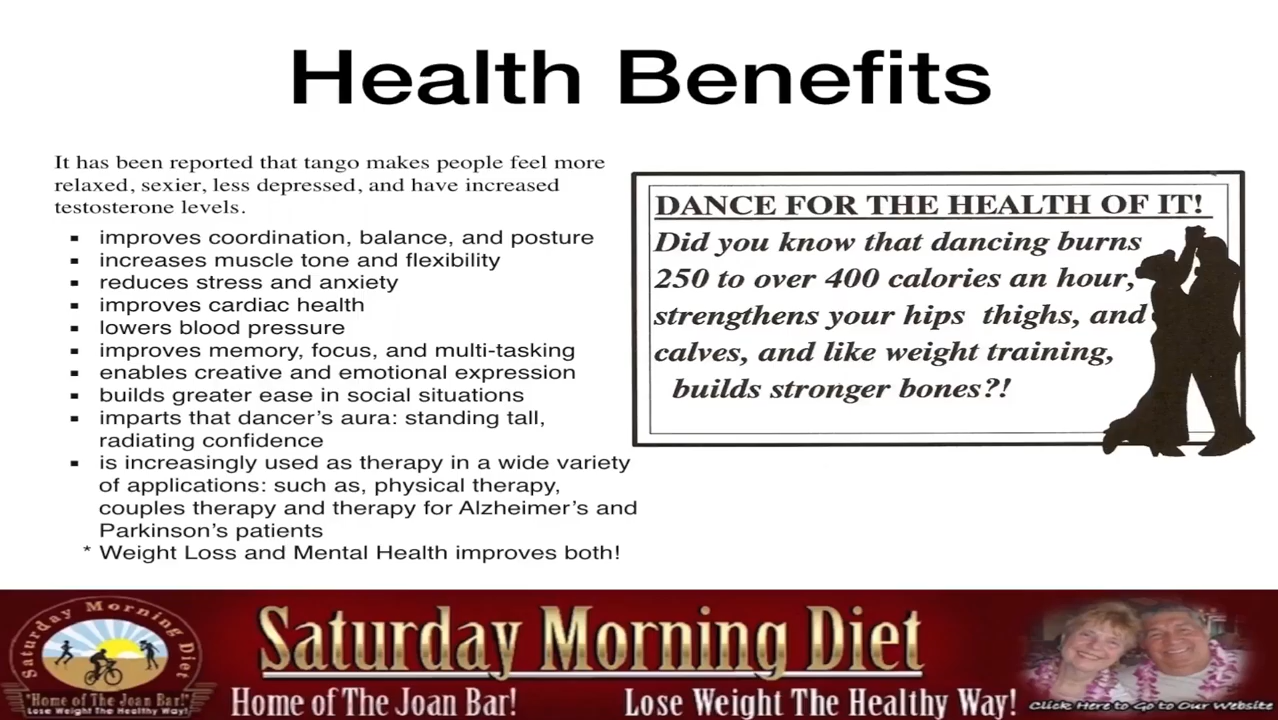 Health Benefits
It has been reported that tango makes people feel more
relaxed, sexier, less depressed, and have increased
testosterone levels.
▪ improves coordination, balance, and posture
▪ increases muscle tone and flexibility
▪ reduces stress and anxiety
▪ improves cardiac health
▪ lowers blood pressure
▪ improves memory, focus, and multi-tasking
▪ enables creative and emotional expression
▪ builds greater ease in social situations
▪ imparts that dancer's aura: standing tall,
radiating confidence
▪ is increasingly used as therapy in a wide variety
of applications: such as, physical therapy,
couples therapy and therapy for Alzheimer's and
Parkinson's patients
* Weight Loss and Mental Health improves both!
DANCE FOR THE HEALTH OF IT!
Did you know that dancing burns
250 to over 400 calories an hour,
strengthens your hips thighs, and
calves, and like weight training,
builds stronger bones?!
Saturday Morning Diet
"Home of The Joan Bar!"
Lose Weight The Healthy Way!
Saturday Morning Diet
Home of The Joan Bar! Lose Weight The Healthy Way!
Click Here to Go to Our Website